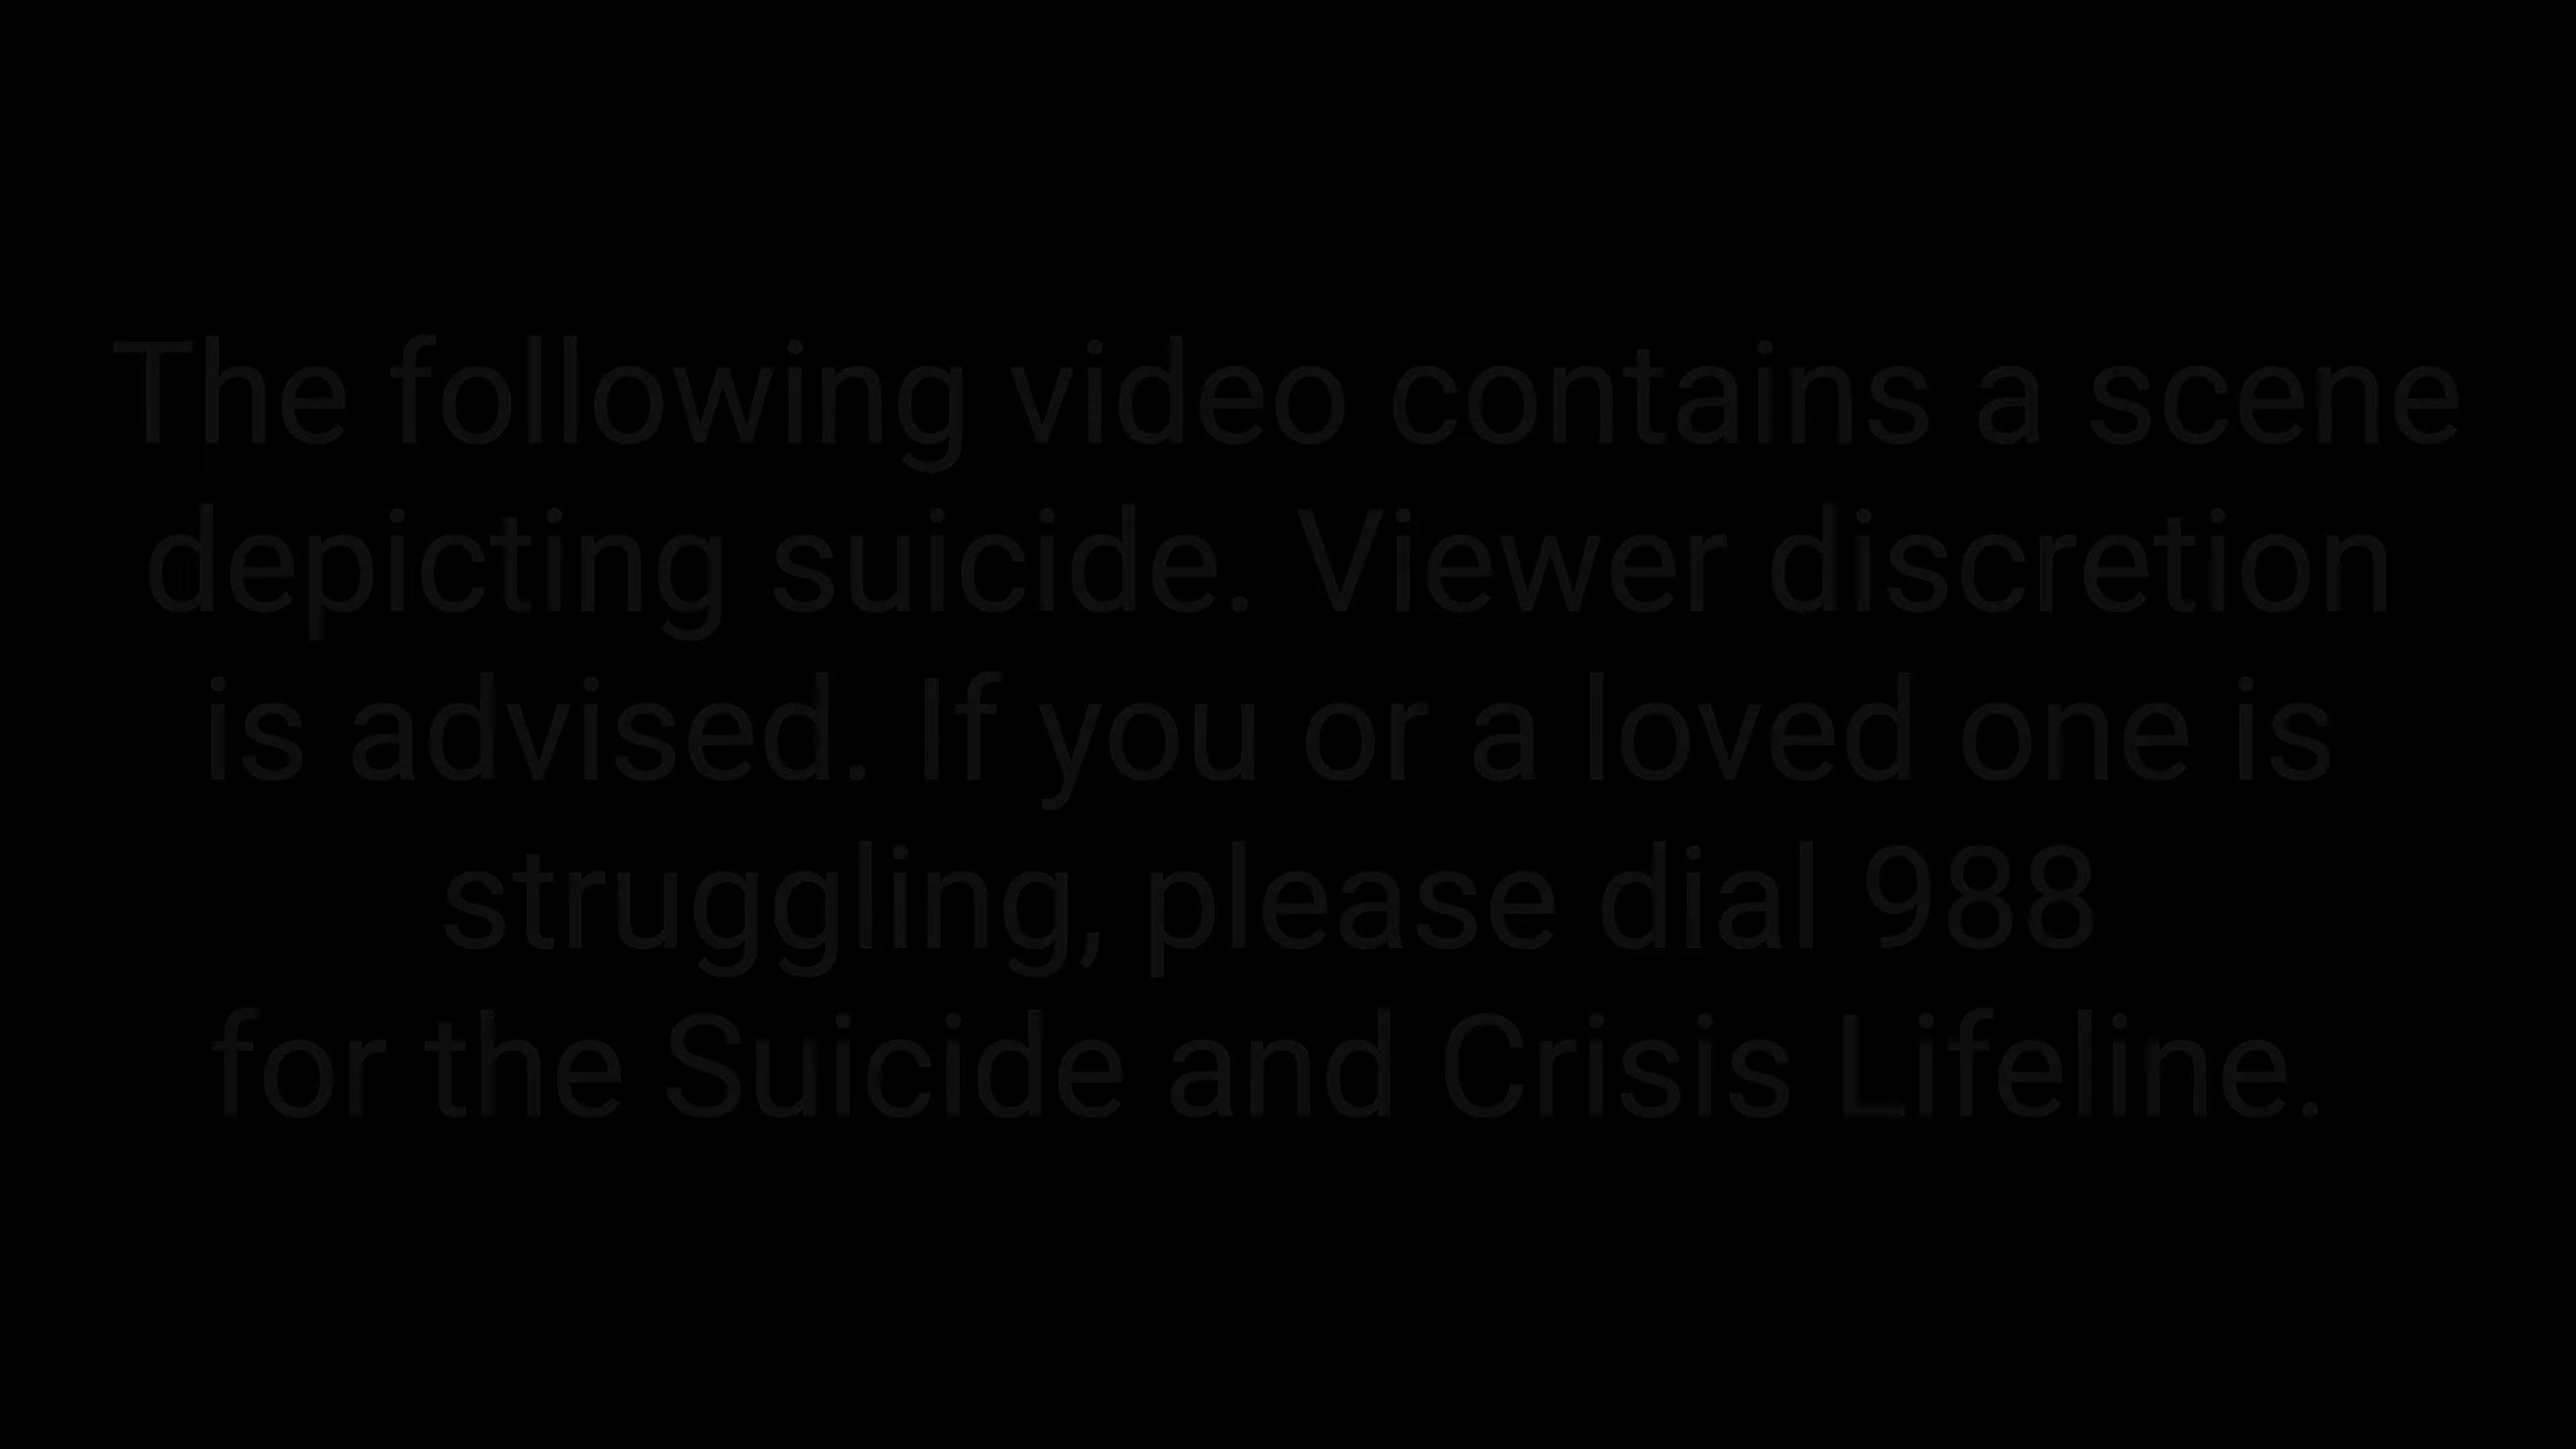 The following video contains a scene
depicting suicide. Viewer discretion
is advised. If you or a loved one is
struggling, please dial 988
for the Suicide and Crisis Lifeline.